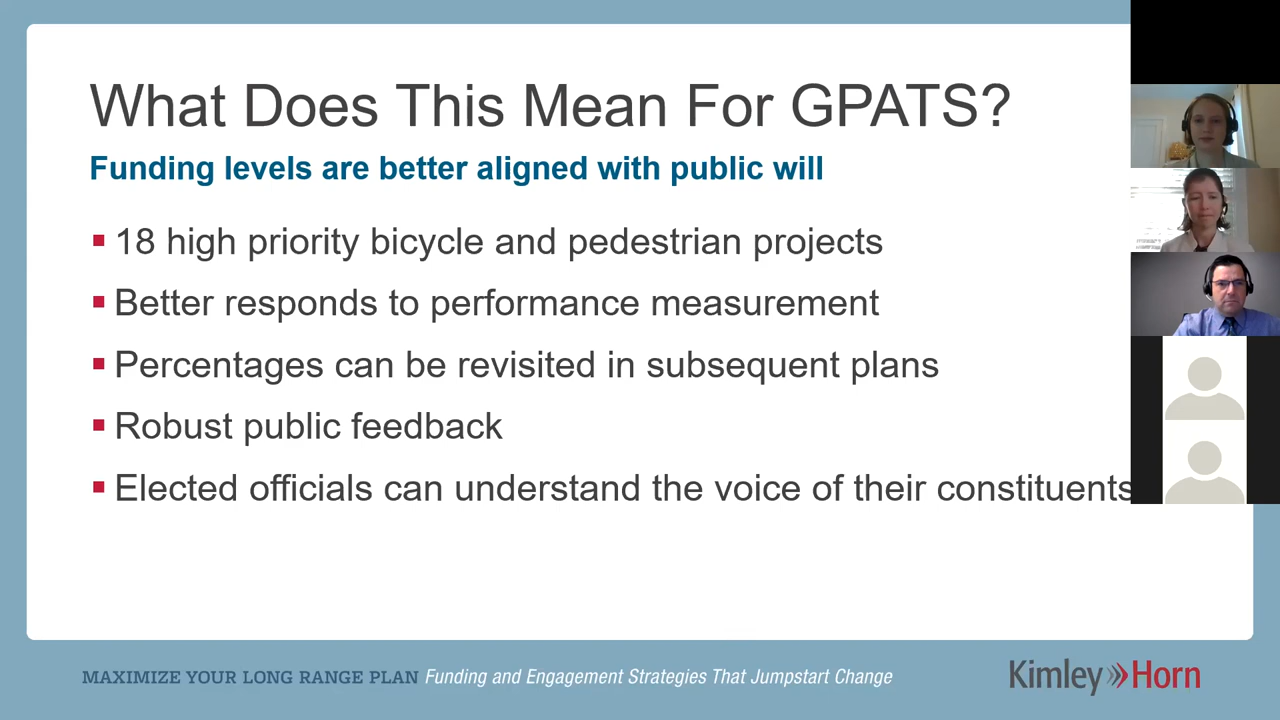 What Does This Mean For GPATS?
Funding levels are better aligned with public will
18 high priority bicycle and pedestrian projects
Better responds to performance measurement
Percentages can be revisited in subsequent plans
Robust public feedback
Elected officials can understand the voice of their constituents
MAXIMIZE YOUR LONG RANGE PLAN Funding and Engagement Strategies That Jumpstart Change
Kimley»Horn